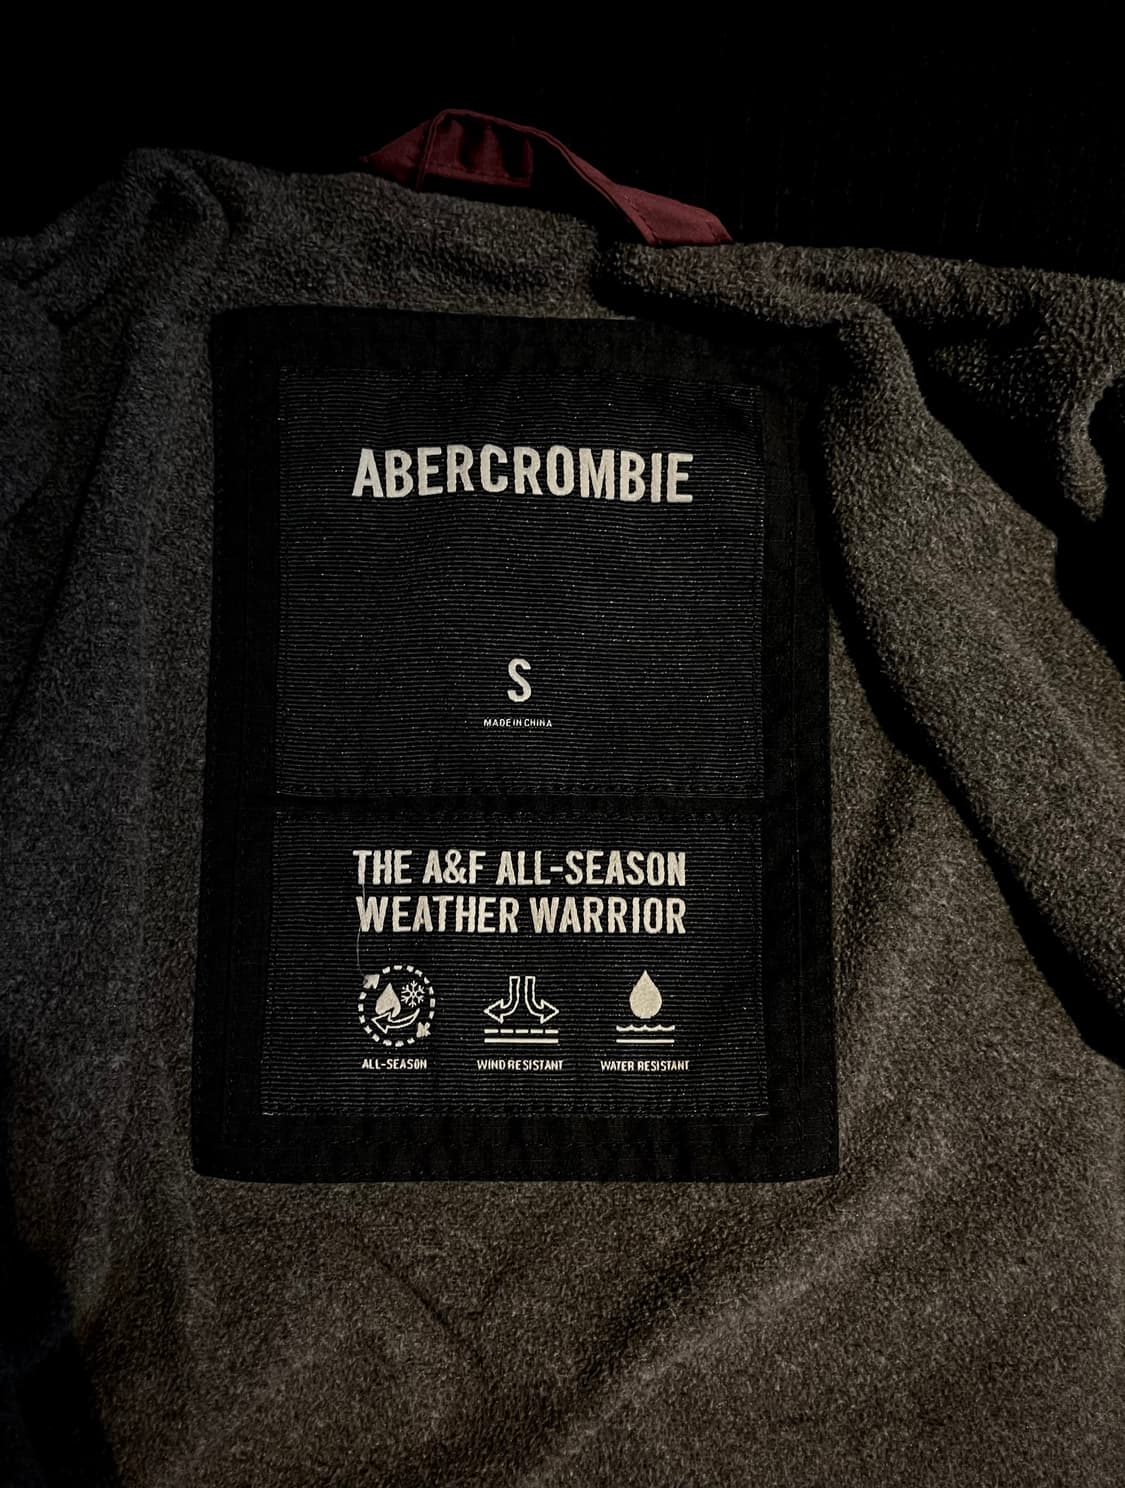 ABERCROMBIE
S
MADE IN CHINA
THE A&F ALL-SEASON
WEATHER WARRIOR
ALL-SEASON
WIND RESISTANT
WATER RESISTANT